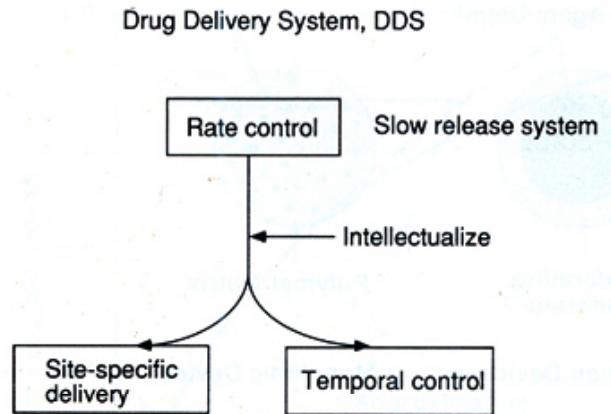 Drug Delivery System, DDS
Rate control
Slow release system
Intellectualize
Site-specific
delivery
Temporal control